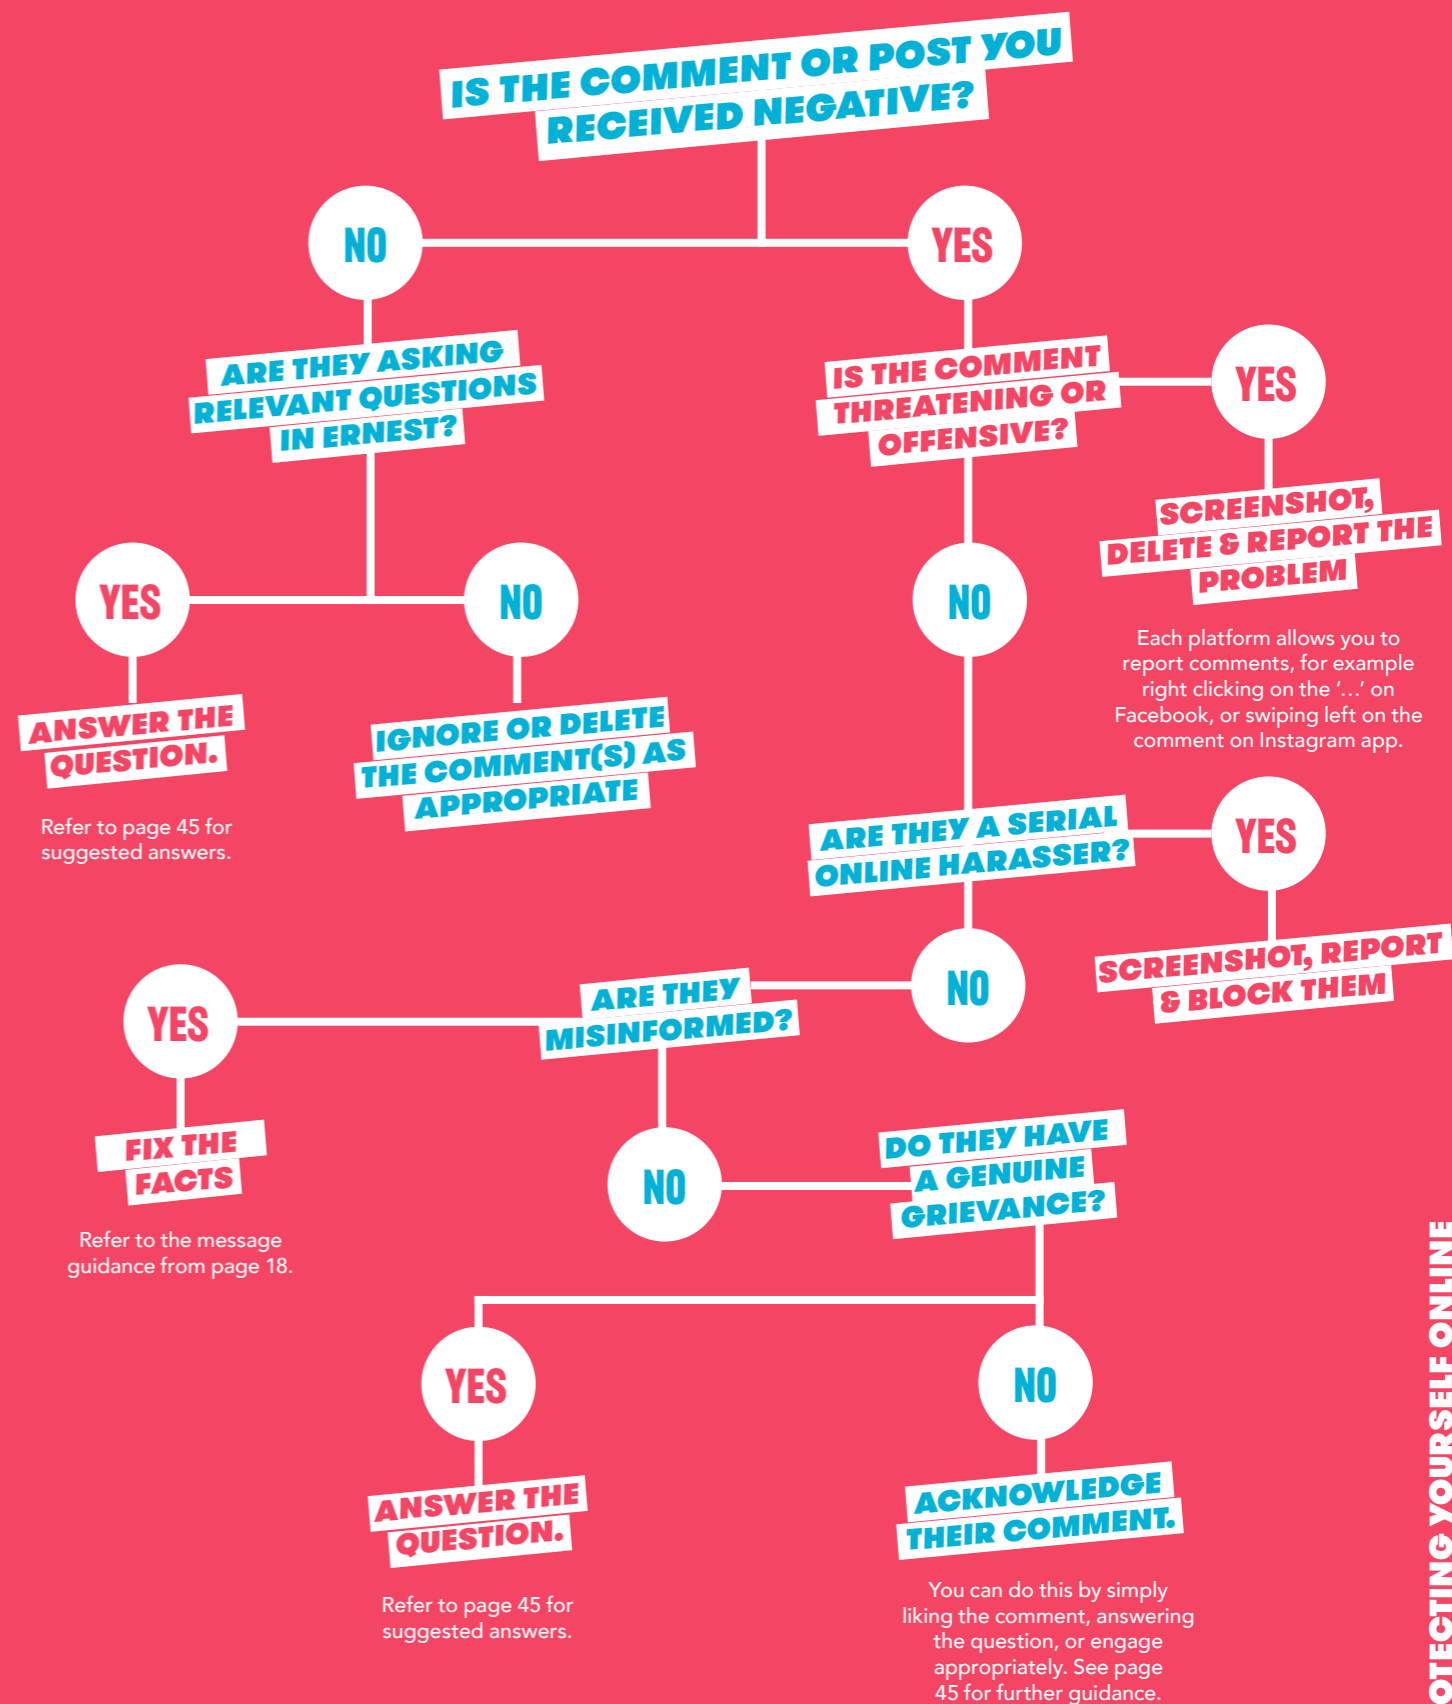 IS THE COMMENT OR POST YOU
RECEIVED NEGATIVE?
NO
YES
ARE THEY ASKING
RELEVANT QUESTIONS
IN ERNEST?
IS THE COMMENT
THREATENING OR
OFFENSIVE?
YES
SCREENSHOT,
DELETE & REPORT THE
PROBLEM
Each platform allows you to
report comments, for example
right clicking on the ‘...’ on
Facebook, or swiping left on the
comment on Instagram app.
YES
NO
NO
ANSWER THE
QUESTION.
Refer to page 45 for
suggested answers.
IGNORE OR DELETE
THE COMMENT(S) AS
APPROPRIATE
ARE THEY A SERIAL
ONLINE HARASSER?
YES
SCREENSHOT, REPORT
& BLOCK THEM
NO
ARE THEY
MISINFORMED?
YES
FIX THE
FACTS
Refer to the message
guidance from page 18.
NO
DO THEY HAVE
A GENUINE
GRIEVANCE?
YES
NO
ANSWER THE
QUESTION.
Refer to page 45 for
suggested answers.
ACKNOWLEDGE
THEIR COMMENT.
You can do this by simply
liking the comment, answering
the question, or engage
appropriately. See page
45 for further guidance.
OTECTING YOURSELF ONLINE